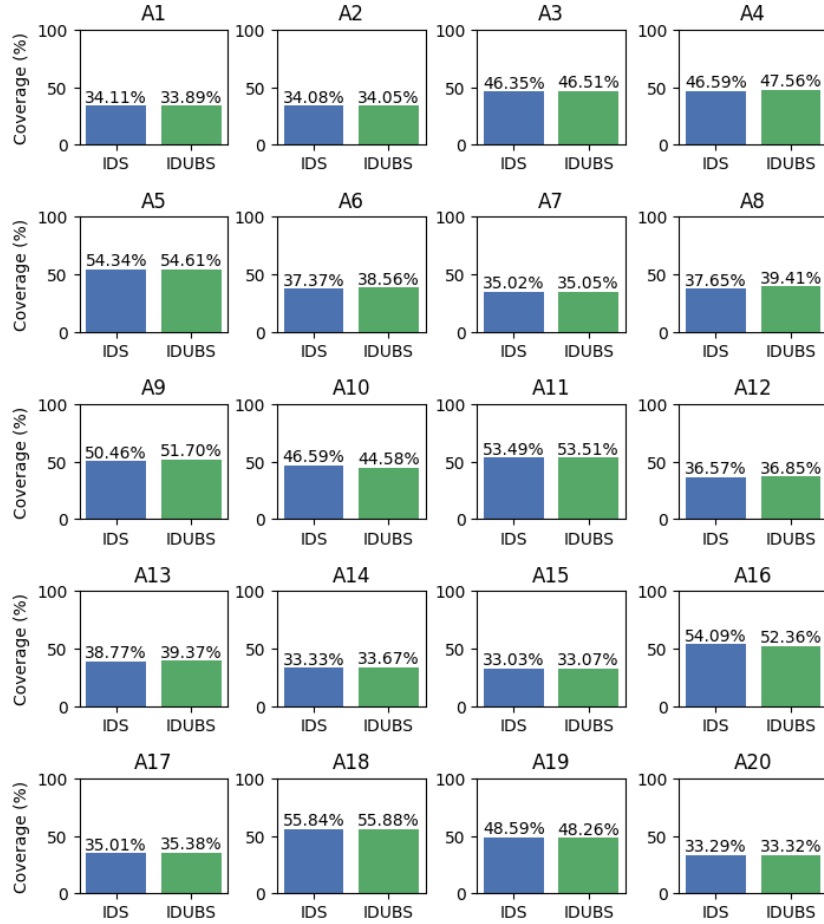 A1 A2 A3 A4
Coverage (%)
100 100 100 100
34.11% 33.89% 34.08% 34.05% 46.35% 46.51% 46.59% 47.56%
50 50 50 50
0 0 0 0
IDS IDUBS IDS IDUBS IDS IDUBS IDS IDUBS
A5 A6 A7 A8
Coverage (%)
100 100 100 100
54.34% 54.61% 37.37% 38.56% 35.02% 35.05% 37.65% 39.41%
50 50 50 50
0 0 0 0
IDS IDUBS IDS IDUBS IDS IDUBS IDS IDUBS
A9 A10 A11 A12
Coverage (%)
100 100 100 100
50.46% 51.70% 46.59% 44.58% 53.49% 53.51% 36.57% 36.85%
50 50 50 50
0 0 0 0
IDS IDUBS IDS IDUBS IDS IDUBS IDS IDUBS
A13 A14 A15 A16
Coverage (%)
100 100 100 100
38.77% 39.37% 33.33% 33.67% 33.03% 33.07% 54.09% 52.36%
50 50 50 50
0 0 0 0
IDS IDUBS IDS IDUBS IDS IDUBS IDS IDUBS
A17 A18 A19 A20
Coverage (%)
100 100 100 100
35.01% 35.38% 55.84% 55.88% 48.59% 48.26% 33.29% 33.32%
50 50 50 50
0 0 0 0
IDS IDUBS IDS IDUBS IDS IDUBS IDS IDUBS